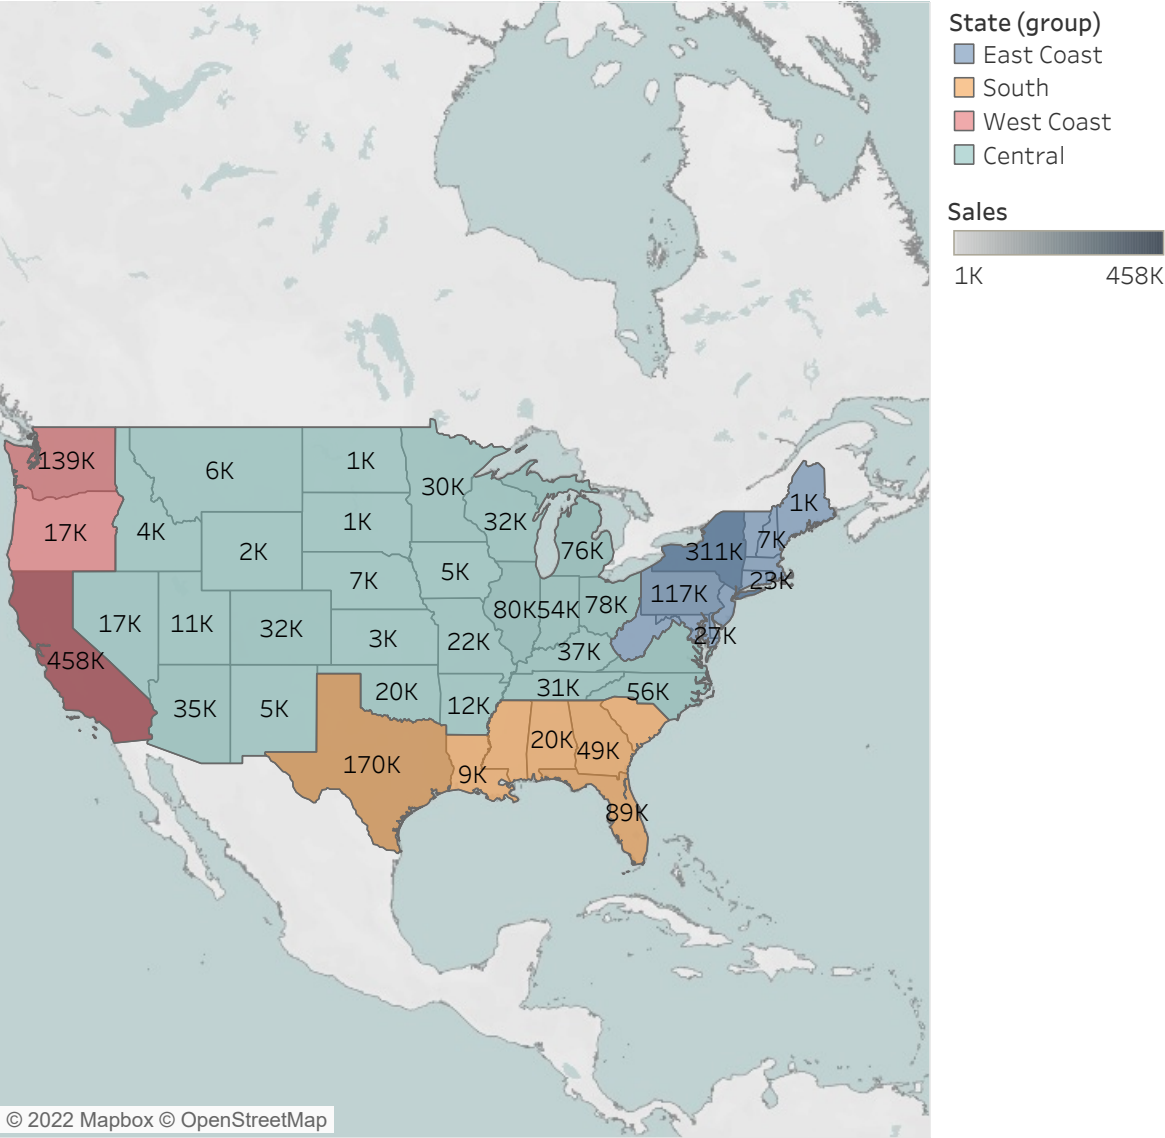 State (group)
East Coast
South
West Coast
Central
Sales
1K 458K
139K
6K
1K
30K
1K
17K
4K
2K
1K
32K
76K
311K
7K
7K
5K
117K
23K
17K
11K
32K
3K
22K
80K
54K
78K
27K
458K
37K
35K
5K
20K
12K
31K
56K
170K
9K
20K
49K
89K
© 2022 Mapbox © OpenStreetMap